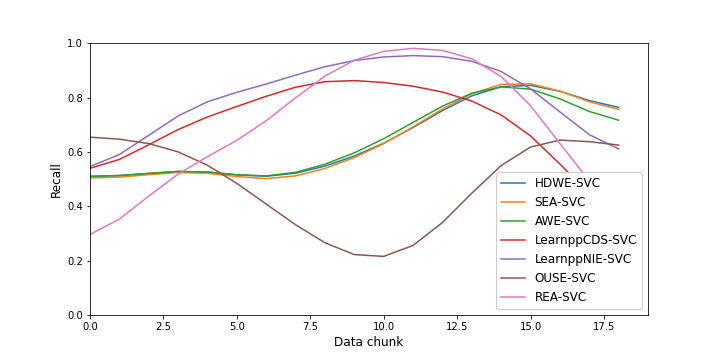 1.0
0.8
0.6
0.4
0.2
0.0
Recall
0.0 2.5 5.0 7.5 10.0 12.5 15.0 17.5
Data chunk
HDWE-SVC
SEA-SVC
AWE-SVC
LearnppCDS-SVC
LearnppNIE-SVC
OUSE-SVC
REA-SVC